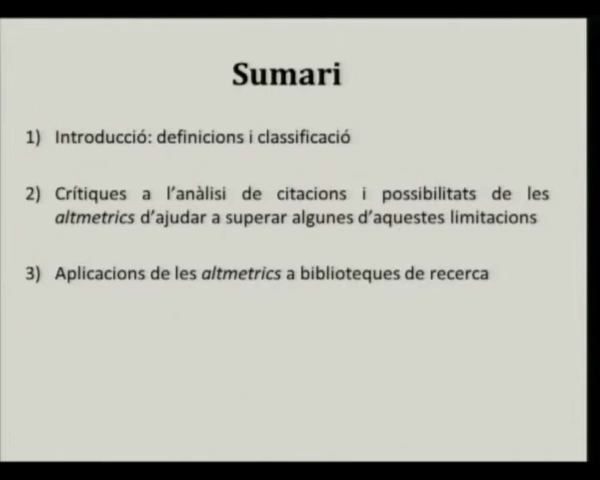 Sumari
1) Introducció: definicions i classificació
2) Crítiques a l'anàlisi de citacions i possibilitats de les
altmetrics d'ajudar a superar algunes d'aquestes limitacions
3) Aplicacions de les altmetrics a biblioteques de recerca